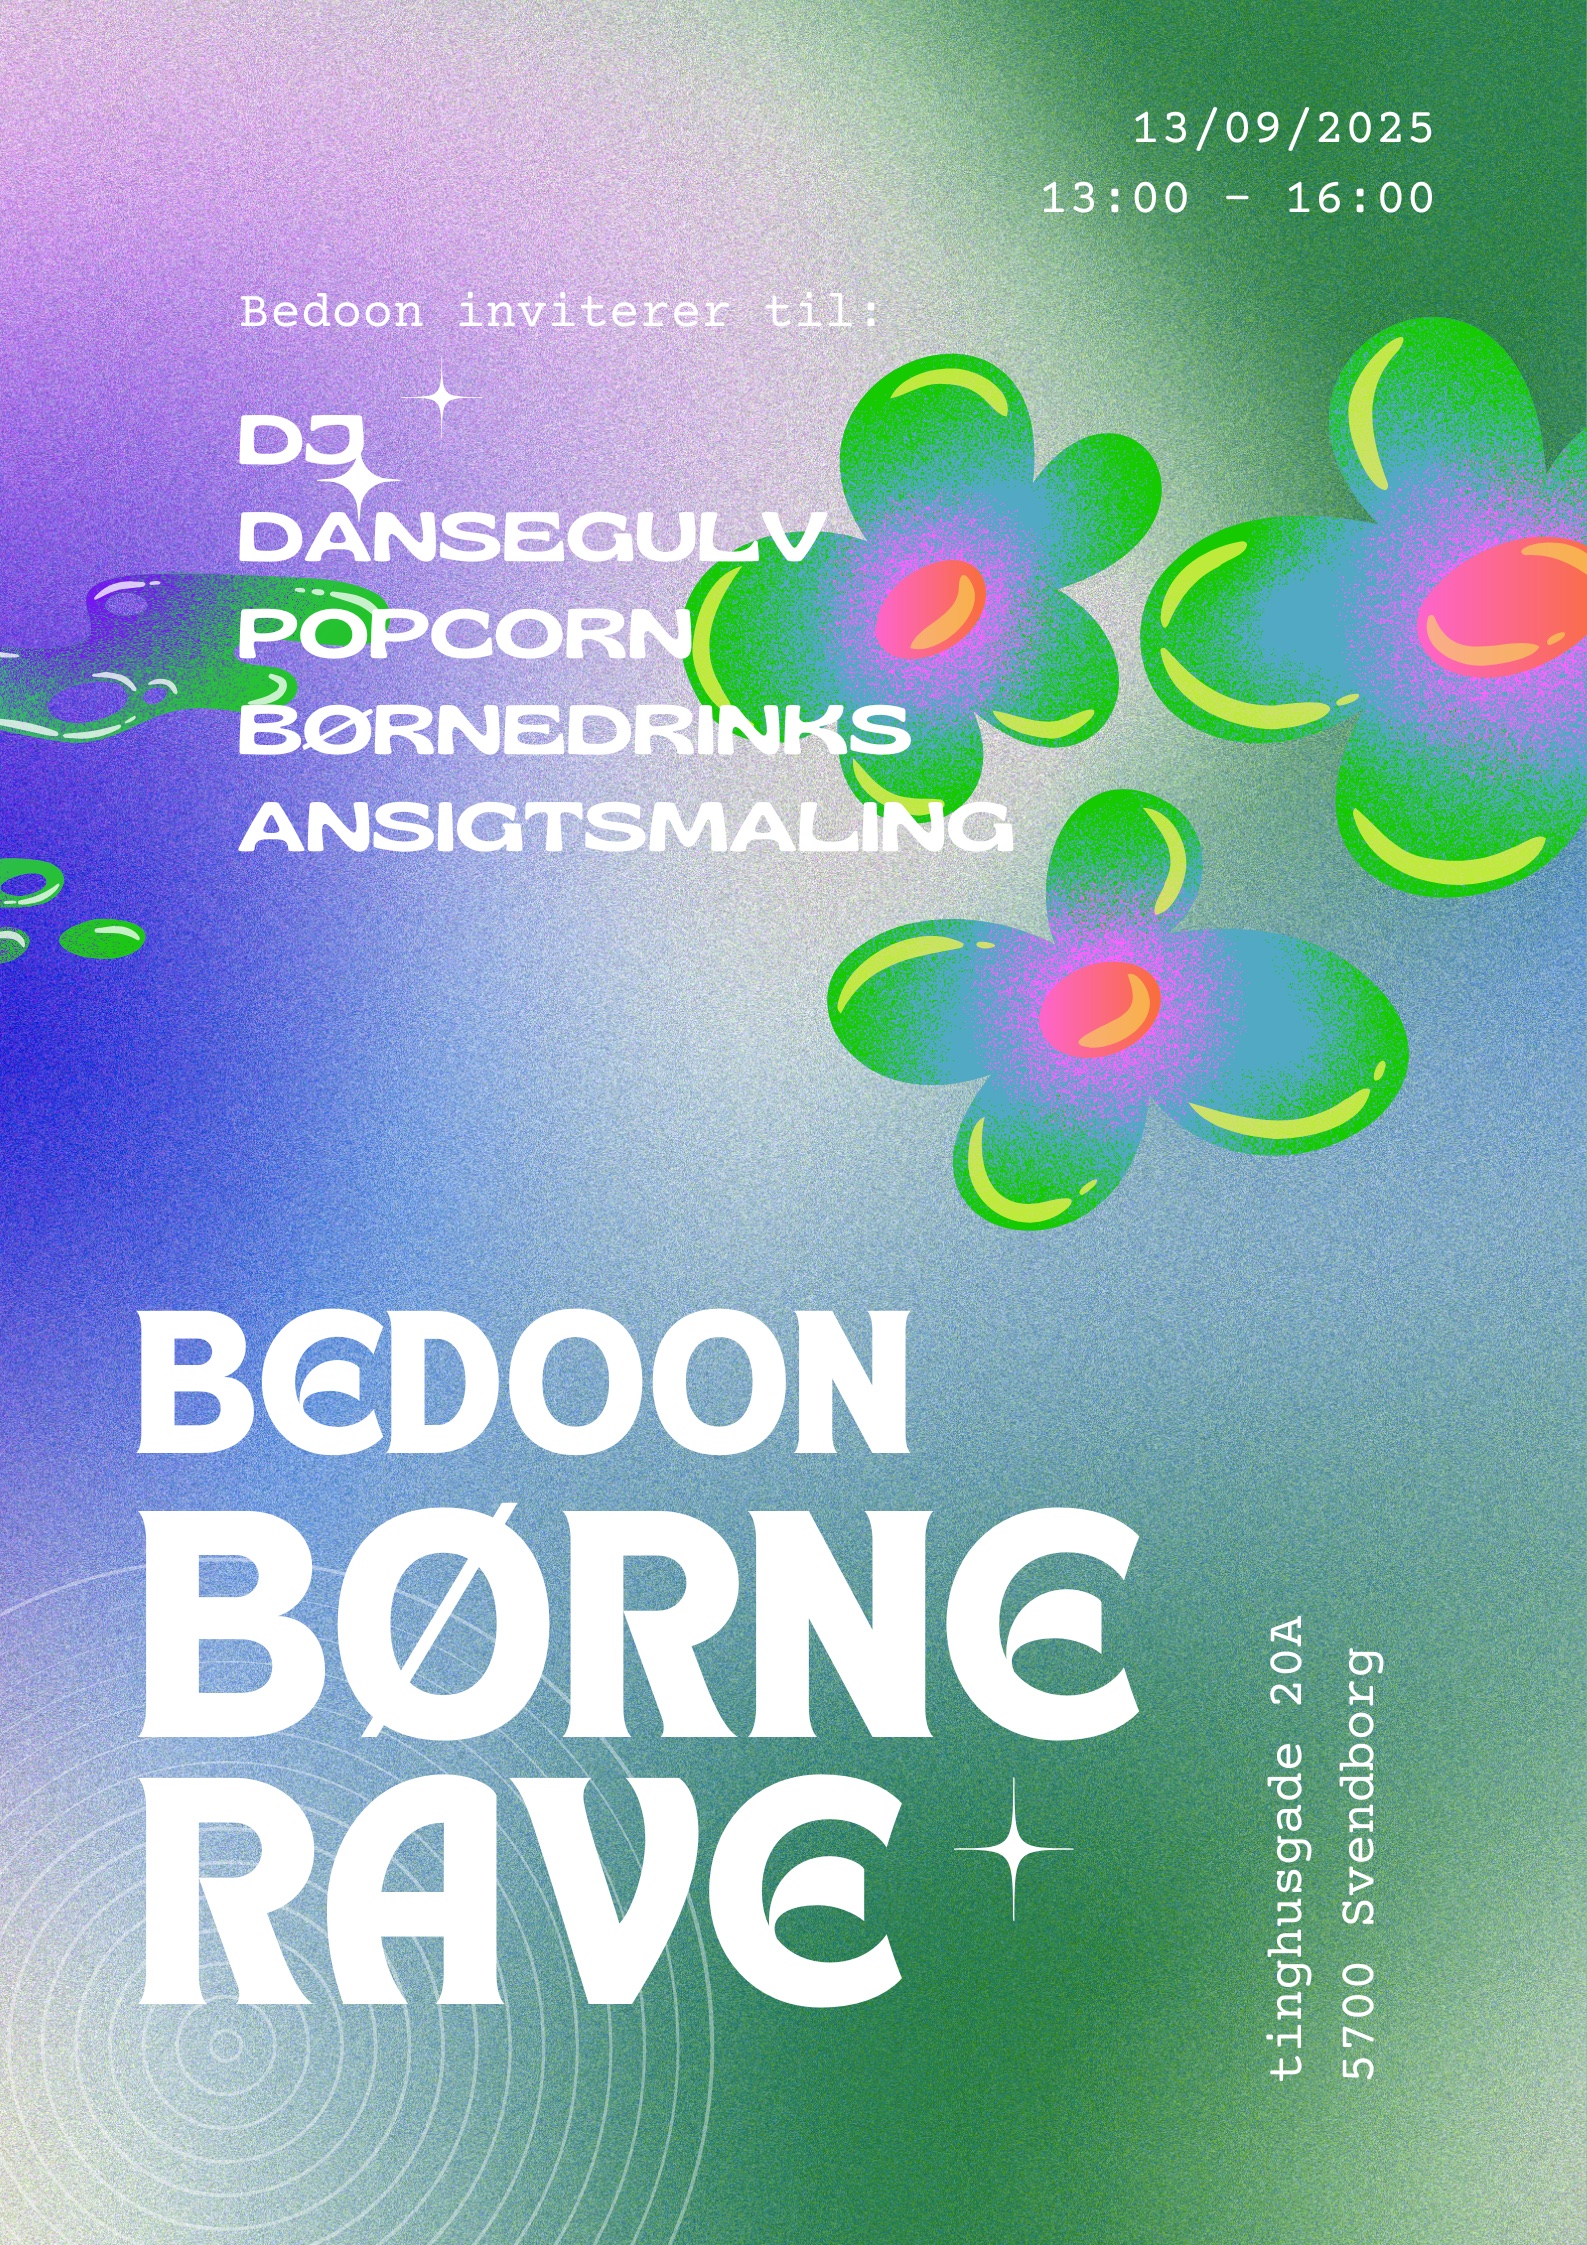 13/09/2025
13:00 - 16:00
Bedoon inviterer til:
DJ
DANSEGULV
POPCORN
BØRNEDRINKS
ANSIGTSMALING
BEDOON
BØRNE
RAVE
tinghusgade 20A
5700 Svendborg